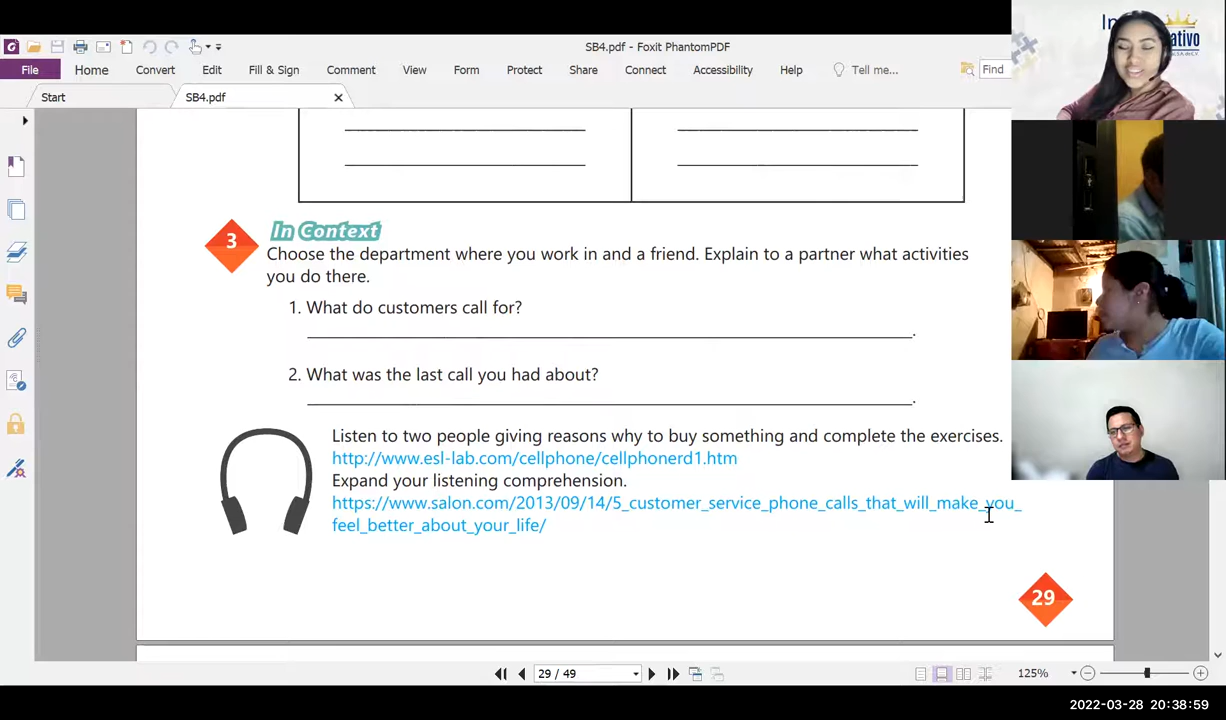 SB4.pdf - Foxit PhantomPDF
File Home Convert Edit Fill & Sign Comment View Form Protect Share Connect Accessibility Help Tell me... Find
Start SB4.pdf
In
ativo
3
In Context
Choose the department where you work in and a friend. Explain to a partner what activities
you do there.
1. What do customers call for?
2. What was the last call you had about?
Listen to two people giving reasons why to buy something and complete the exercises.
http://www.esl-lab.com/cellphone/cellphonerd1.htm
Expand your listening comprehension.
https://www.salon.com/2013/09/14/5_customer_service_phone_calls_that_will_make_you_
feel_better_about_your_life/
29
29 / 49
125%
2022-03-28 20:38:59